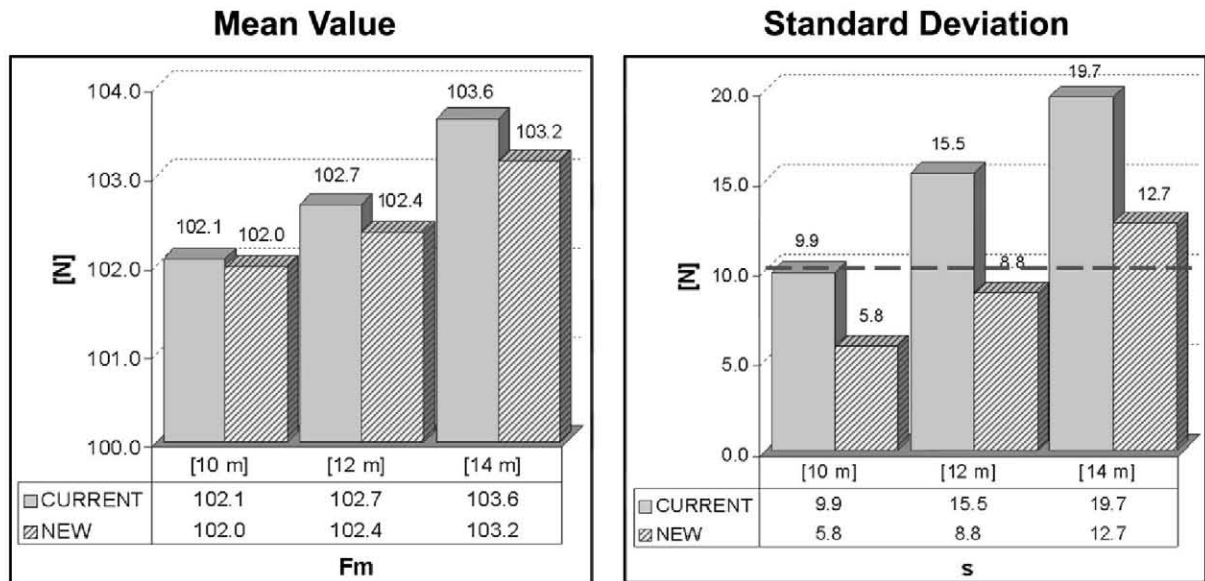 Mean Value
104.0
103.0
102.0
101.0
100.0
[N]
102.1
102.0
102.7
102.4
103.6
103.2
[10 m] [12 m] [14 m]
CURRENT 102.1 102.7 103.6
NEW 102.0 102.4 103.2
Fm
Standard Deviation
20.0
15.0
10.0
5.0
0.0
[N]
9.9
5.8
15.5
8.8
19.7
12.7
[10 m] [12 m] [14 m]
CURRENT 9.9 15.5 19.7
NEW 5.8 8.8 12.7
s